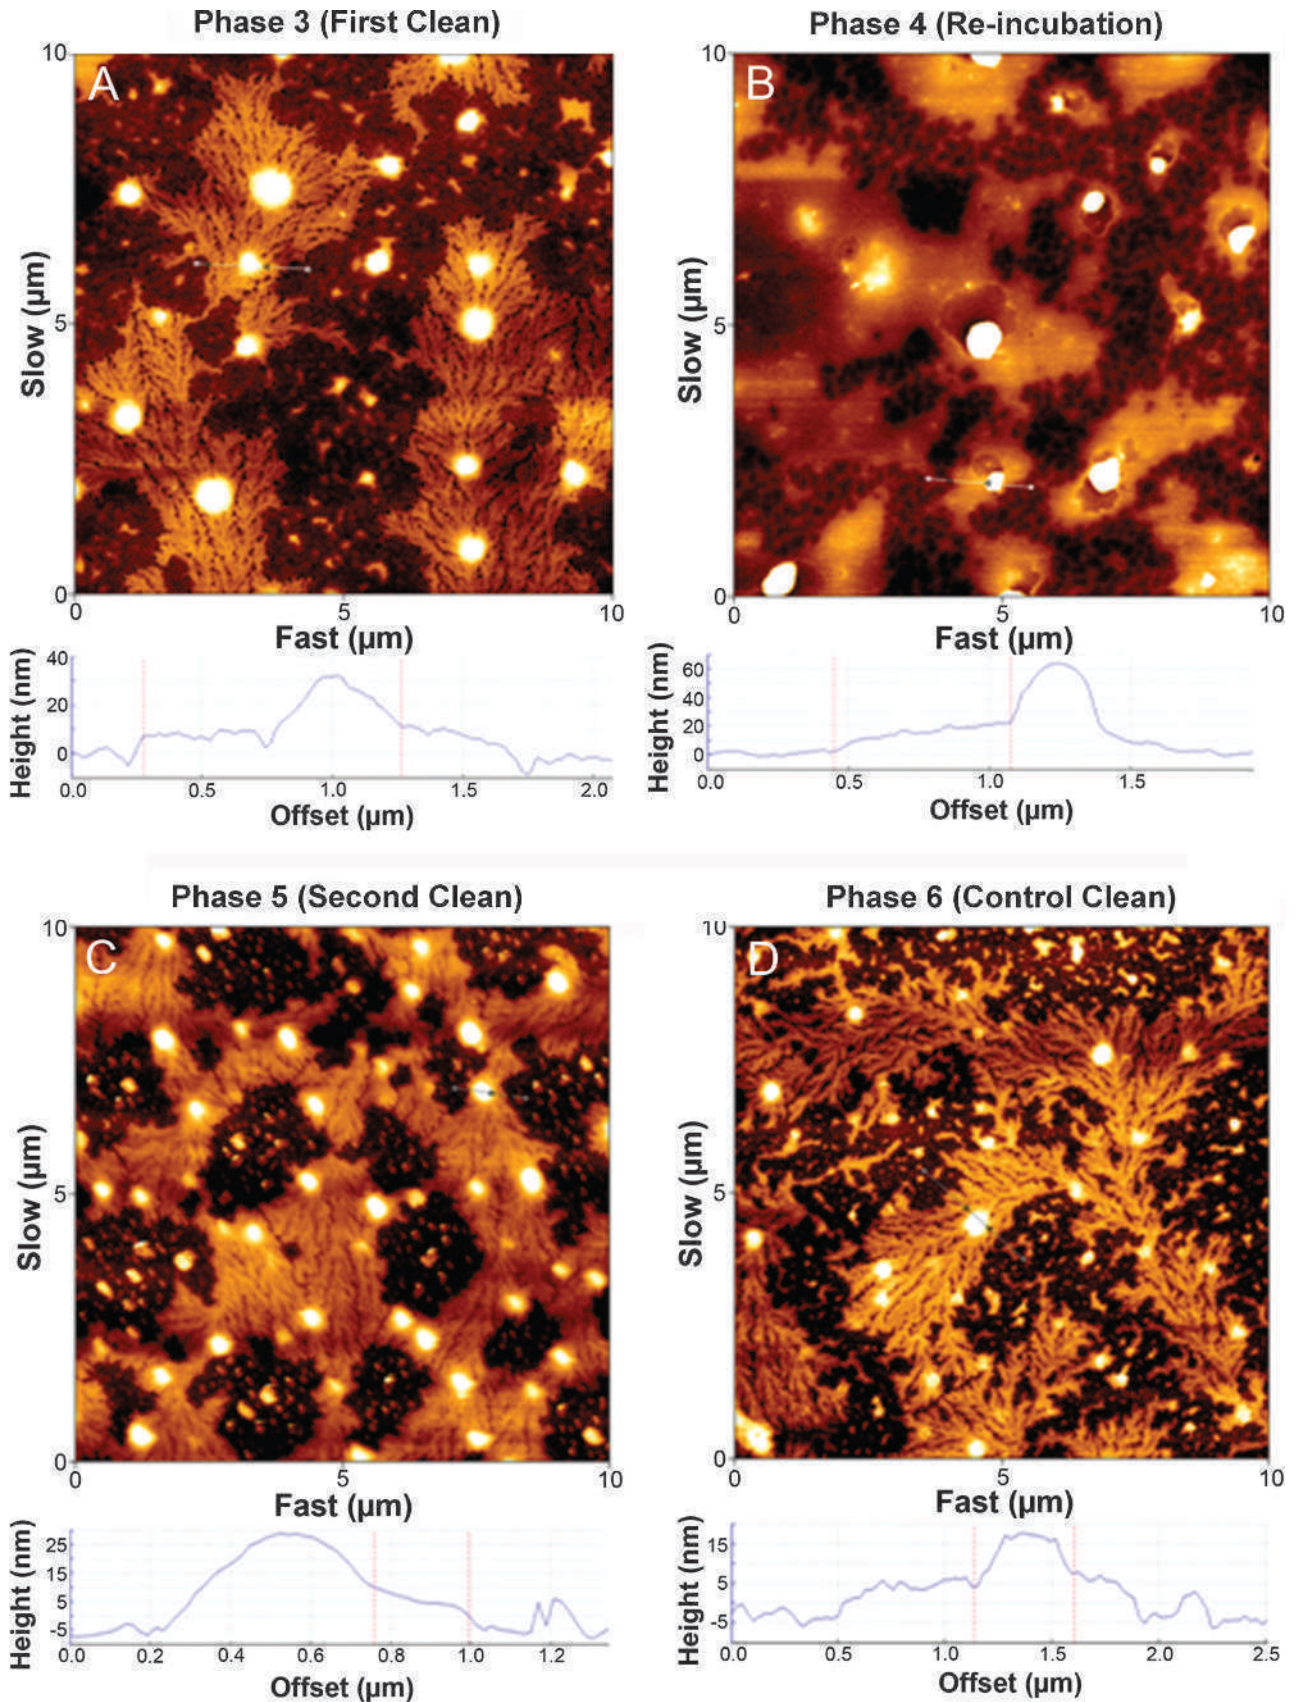 Phase 3 (First Clean)
Phase 4 (Re-incubation)
A
B
10
5
0
Slow (µm)
10
5
0
Slow (µm)
0 5 10
Fast (µm)
0 5 10
Fast (µm)
40
20
0
Height (nm)
0.0 0.5 1.0 1.5 2.0
Offset (µm)
60
40
20
0
Height (nm)
0.0 0.5 1.0 1.5
Offset (µm)
Phase 5 (Second Clean)
Phase 6 (Control Clean)
C
D
10
5
0
Slow (µm)
10
5
0
Slow (µm)
0 5 10
Fast (µm)
0 5 10
Fast (µm)
25
15
5
-5
Height (nm)
0.0 0.2 0.4 0.6 0.8 1.0 1.2
Offset (µm)
15
5
-5
Height (nm)
0.0 0.5 1.0 1.5 2.0 2.5
Offset (µm)